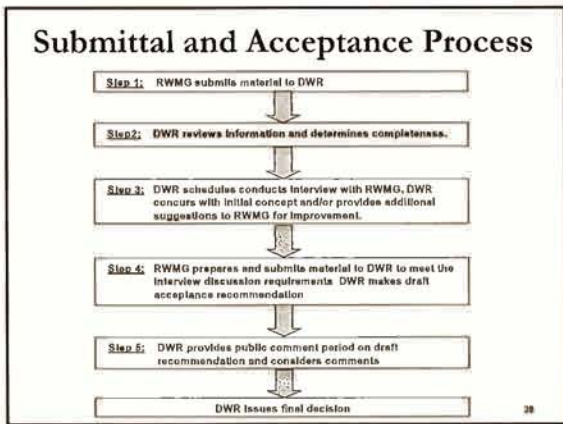 Submittal and Acceptance Process
Step 1: RWMG submits material to DWR
Step2: DWR reviews information and determines completeness.
Step 3: DWR schedules conducts interview with RWMG, DWR
concurs with initial concept and/or provides additional
suggestions to RWMG for improvement.
Step 4: RWMG prepares and submits material to DWR to meet the
interview discussion requirements DWR makes draft
acceptance recommendation
Step 5: DWR provides public comment period on draft
recommendation and considers comments
DWR issues final decision